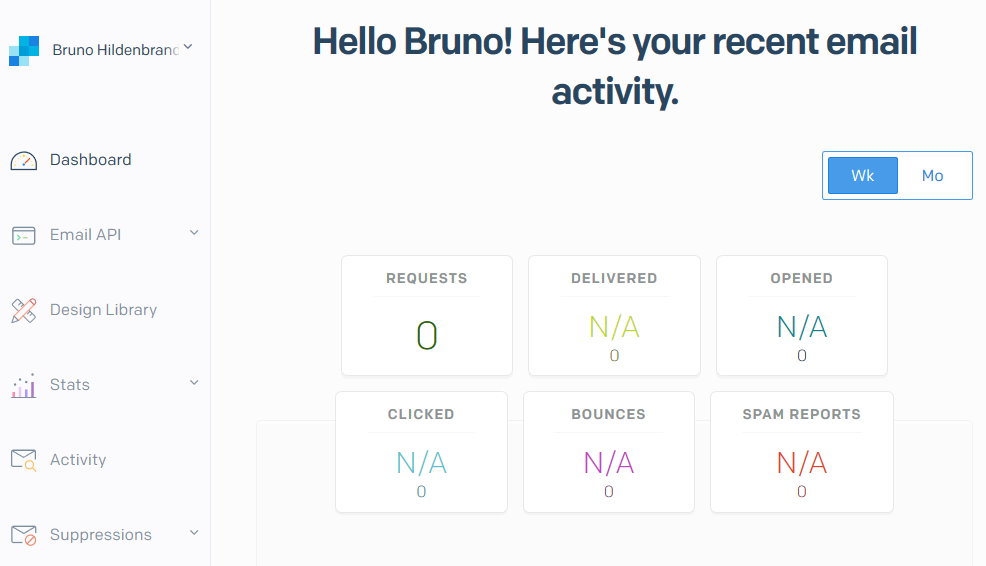 Bruno Hildenbrand
Dashboard
Email API
Design Library
Stats
Activity
Suppressions
Hello Bruno! Here's your recent email
activity.
Wk Mo
REQUESTS
0
DELIVERED
N/A
0
OPENED
N/A
0
CLICKED
N/A
0
BOUNCES
N/A
0
SPAM REPORTS
N/A
0